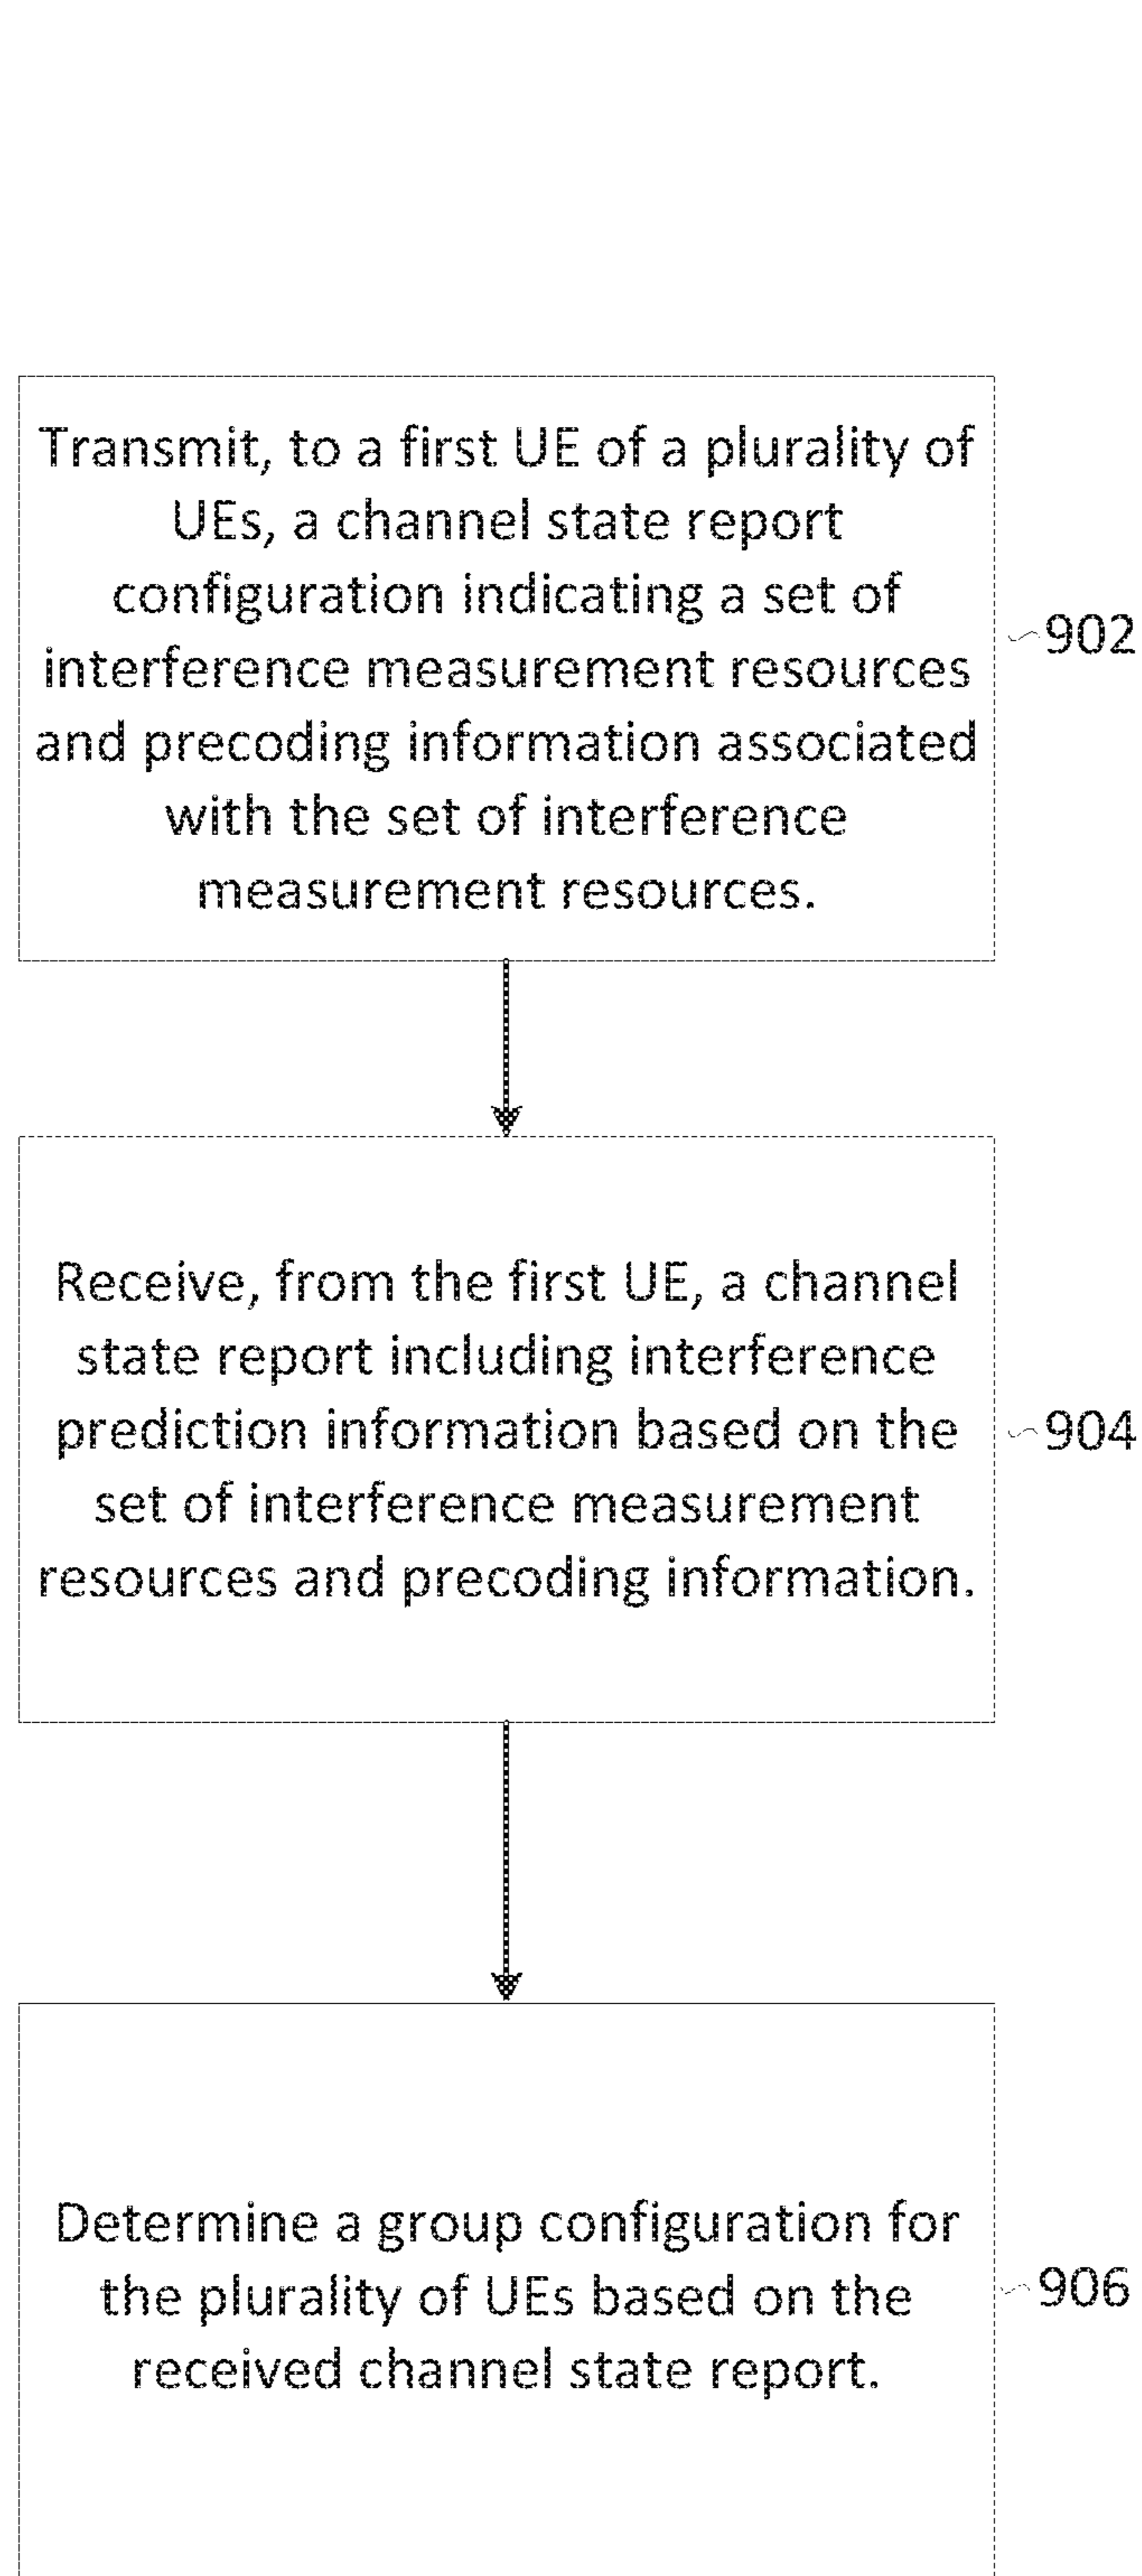 Transmit, to a first UE of a plurality of
UEs, a channel state report
configuration indicating a set of
interference measurement resources
and precoding information associated
with the set of interference
measurement resources.
902
Receive, from the first UE, a channel
state report including interference
prediction information based on the
set of interference measurement
resources and precoding information.
904
Determine a group configuration for
the plurality of UEs based on the
received channel state report.
906